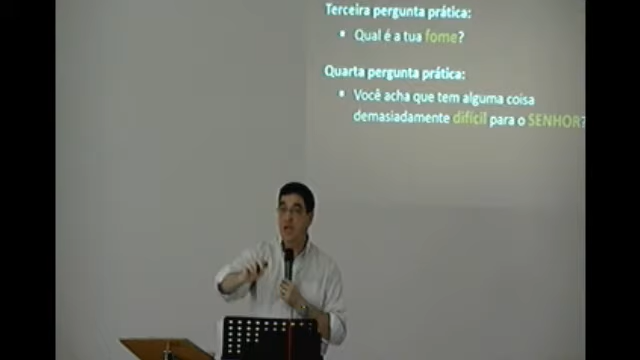 Terceira pergunta prática:
• Qual é a tua fome?
Quarta pergunta prática:
• Você acha que tem alguma coisa
demasiadamente difícil para o SENHOR?